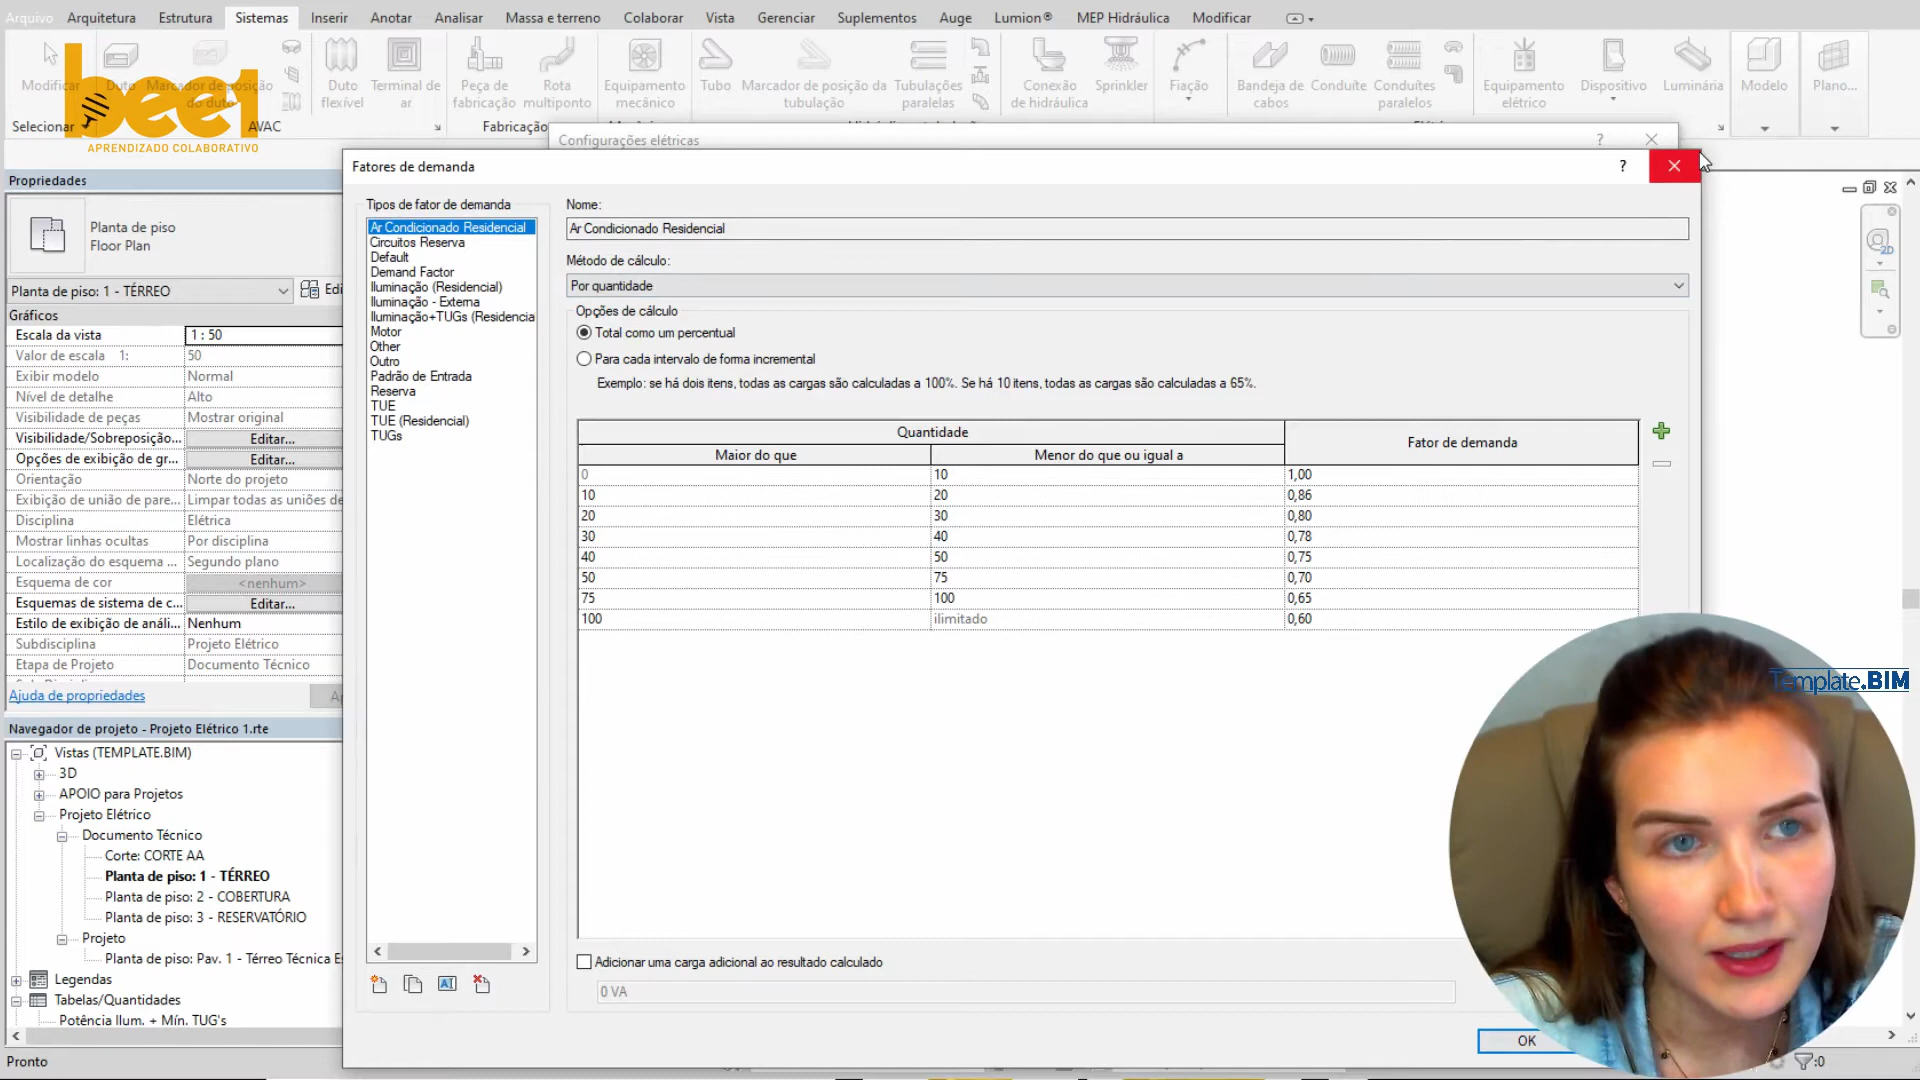 Arquivo Arquitetura Estrutura Sistemas Inserir Anotar Analisar Massa e terreno Colaborar Vista Gerenciar Suplementos Auge Lumion® MEP Hidráulica Modificar
Modificar Duto Marcador de posição do duto Duto flexível Terminal de ar Peça de fabricação Rota multiponto Equipamento mecânico Tubo Marcador de posição da tubulação Tubulações paralelas Conexão de hidráulica Sprinkler Fiação Bandeja de cabos Conduíte Conduítes paralelos Equipamento elétrico Dispositivo Luminária Modelo Plano...
bee1
APRENDIZADO COLABORATIVO
Selecionar AVAC Fabricação
Configurações elétricas
?
Propriedades
Planta de piso
Floor Plan
Planta de piso: 1 - TÉRREO
Edi
Gráficos
Escala da vista 1 : 50
Valor de escala 1: 50
Exibir modelo Normal
Nível de detalhe Alto
Visibilidade de peças Mostrar original
Visibilidade/Sobreposição... Editar...
Opções de exibição de gr... Editar...
Orientação Norte do projeto
Exibição de união de pare... Limpar todas as uniões de
Disciplina Elétrica
Mostrar linhas ocultas Por disciplina
Localização do esquema ... Segundo plano
Esquema de cor <nenhum>
Esquemas de sistema de c... Editar...
Estilo de exibição de análi... Nenhum
Subdisciplina Projeto Elétrico
Etapa de Projeto Documento Técnico
Ajuda de propriedades
Navegador de projeto - Projeto Elétrico 1.rte
Vistas (TEMPLATE.BIM)
3D
APOIO para Projetos
Projeto Elétrico
Documento Técnico
Corte: CORTE AA
Planta de piso: 1 - TÉRREO
Planta de piso: 2 - COBERTURA
Planta de piso: 3 - RESERVATÓRIO
Projeto
Planta de piso: Pav. 1 - Térreo Técnica Es
Legendas
Tabelas/Quantidades
Potência Ilum. + Mín. TUG's
Pronto
Fatores de demanda
?
Tipos de fator de demanda
Ar Condicionado Residencial
Circuitos Reserva
Default
Demand Factor
Iluminação (Residencial)
Iluminação - Externa
Iluminação+TUGs (Residencia
Motor
Other
Outro
Padrão de Entrada
Reserva
TUE
TUE (Residencial)
TUGs
Nome:
Ar Condicionado Residencial
Método de cálculo:
Por quantidade
Opções de cálculo
Total como um percentual
Para cada intervalo de forma incremental
Exemplo: se há dois itens, todas as cargas são calculadas a 100%. Se há 10 itens, todas as cargas são calculadas a 65%.
Quantidade Fator de demanda
Maior do que Menor do que ou igual a
0 10 1,00
10 20 0,86
20 30 0,80
30 40 0,78
40 50 0,75
50 75 0,70
75 100 0,65
100 ilimitado 0,60
Adicionar uma carga adicional ao resultado calculado
0 VA
OK
2D
Template.BIM
:0